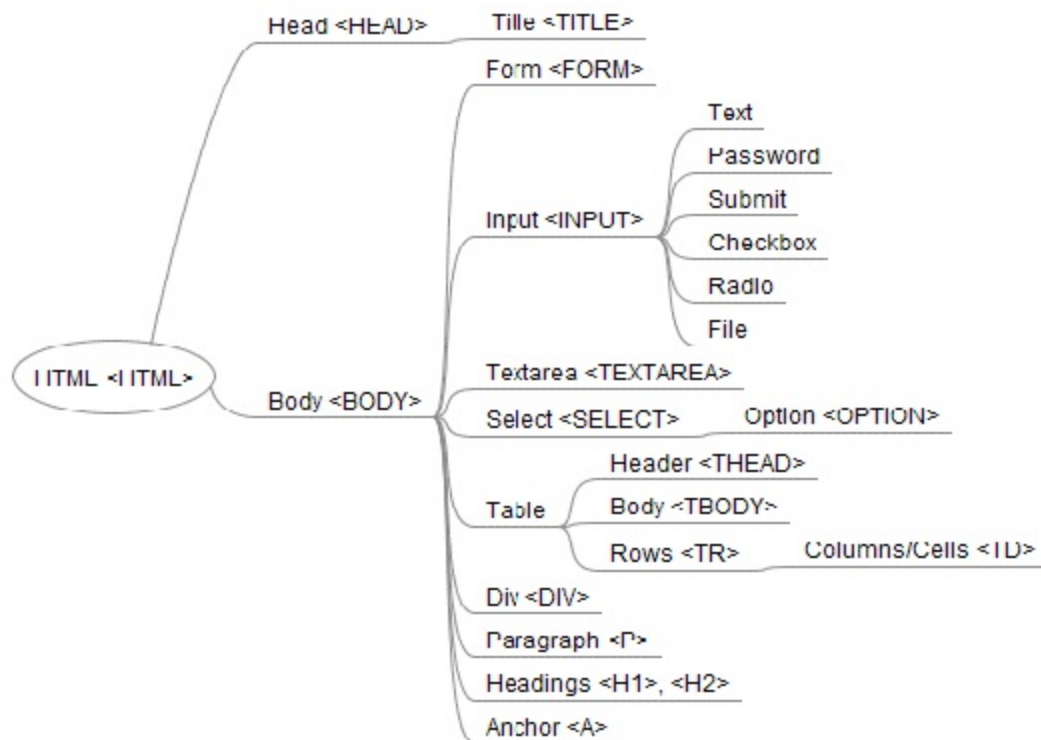 Head <HEAD>
Title <TITLE>
Form <FORM>
Text
Password
Submit
Input <INPUT>
Checkbox
Radio
File
HTML <HTML>
Textarea <TEXTAREA>
Body <BODY>
Select <SELECT>
Option <OPTION>
Header <THEAD>
Table
Body <TBODY>
Rows <TR>
Columns/Cells <TD>
Div <DIV>
Paragraph <P>
Headings <H1>, <H2>
Anchor <A>